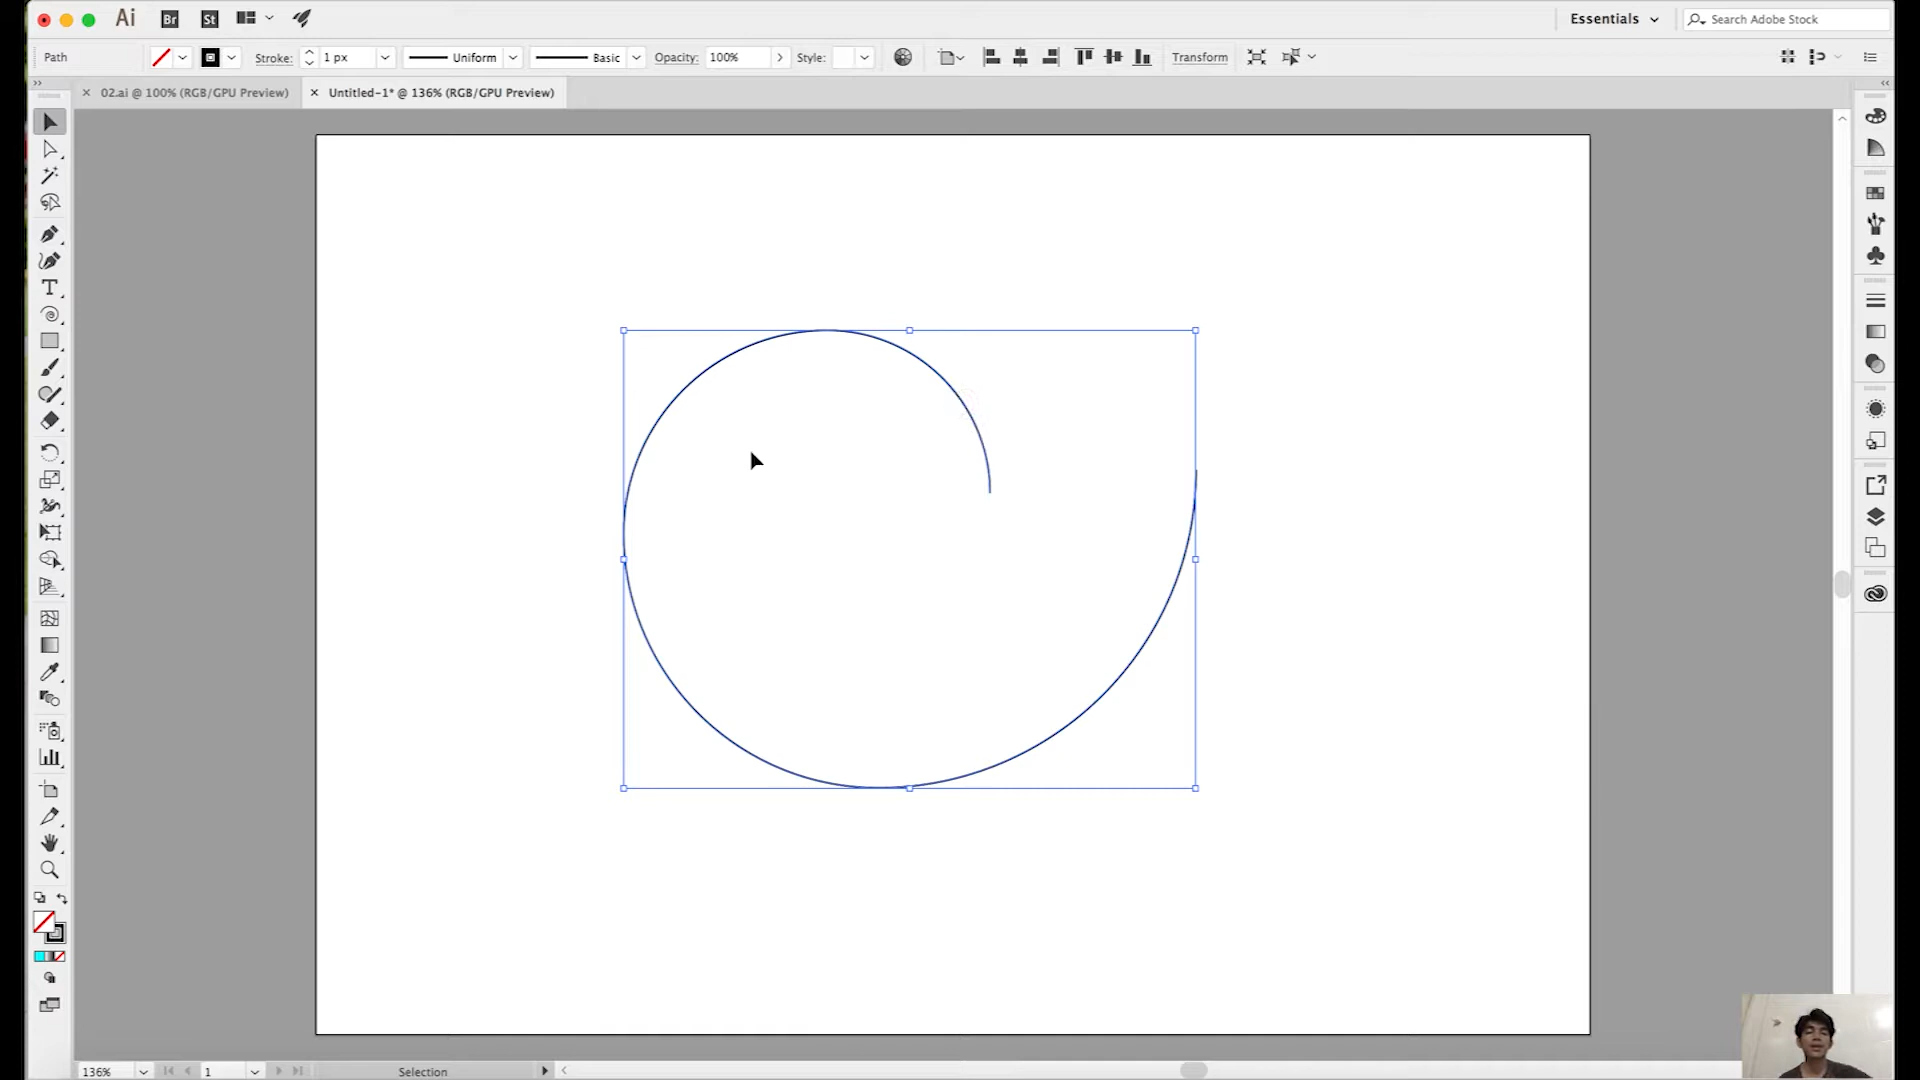 Ai Br St Essentials Search Adobe Stock
Path Stroke: 1 px Uniform Basic Opacity: 100% Style: Transform
02.ai @ 100% (RGB/GPU Preview) Untitled-1* @ 136% (RGB/GPU Preview)
136% 1 Selection